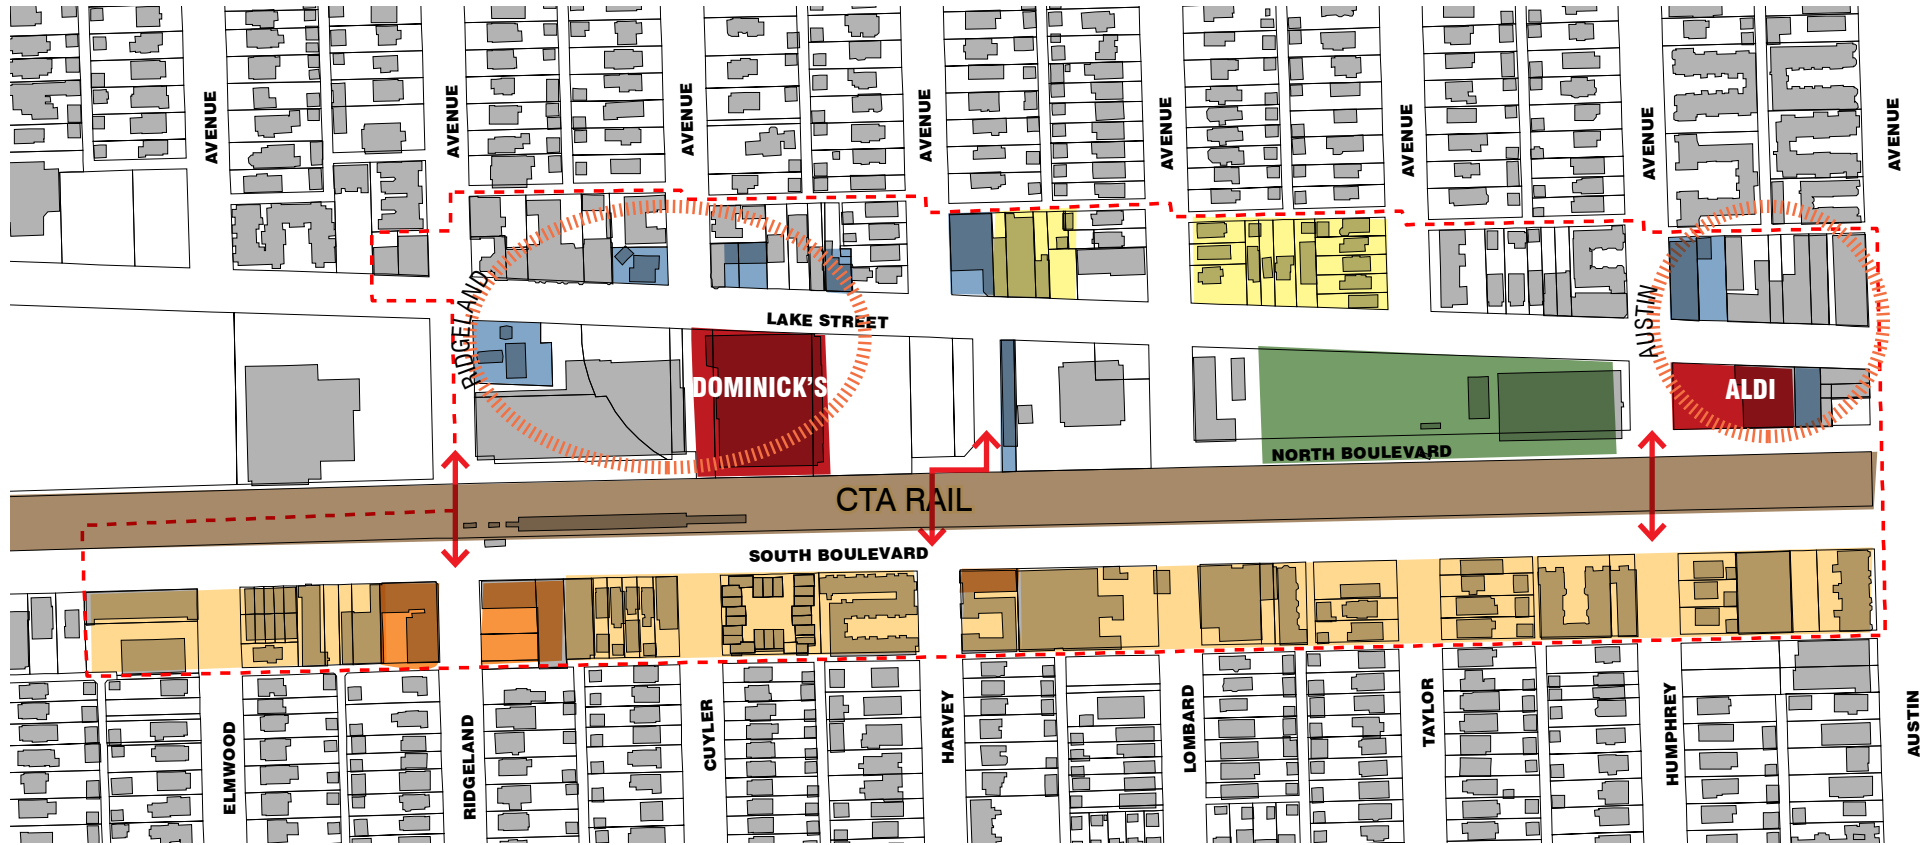 AVENUE
AVENUE
AVENUE
AVENUE
AVENUE
AVENUE
AVENUE
AVENUE
RIDGELAND
LAKE STREET
AUSTIN
DOMINICK'S
ALDI
NORTH BOULEVARD
CTA RAIL
SOUTH BOULEVARD
ELMWOOD
RIDGELAND
CUYLER
HARVEY
LOMBARD
TAYLOR
HUMPHREY
AUSTIN